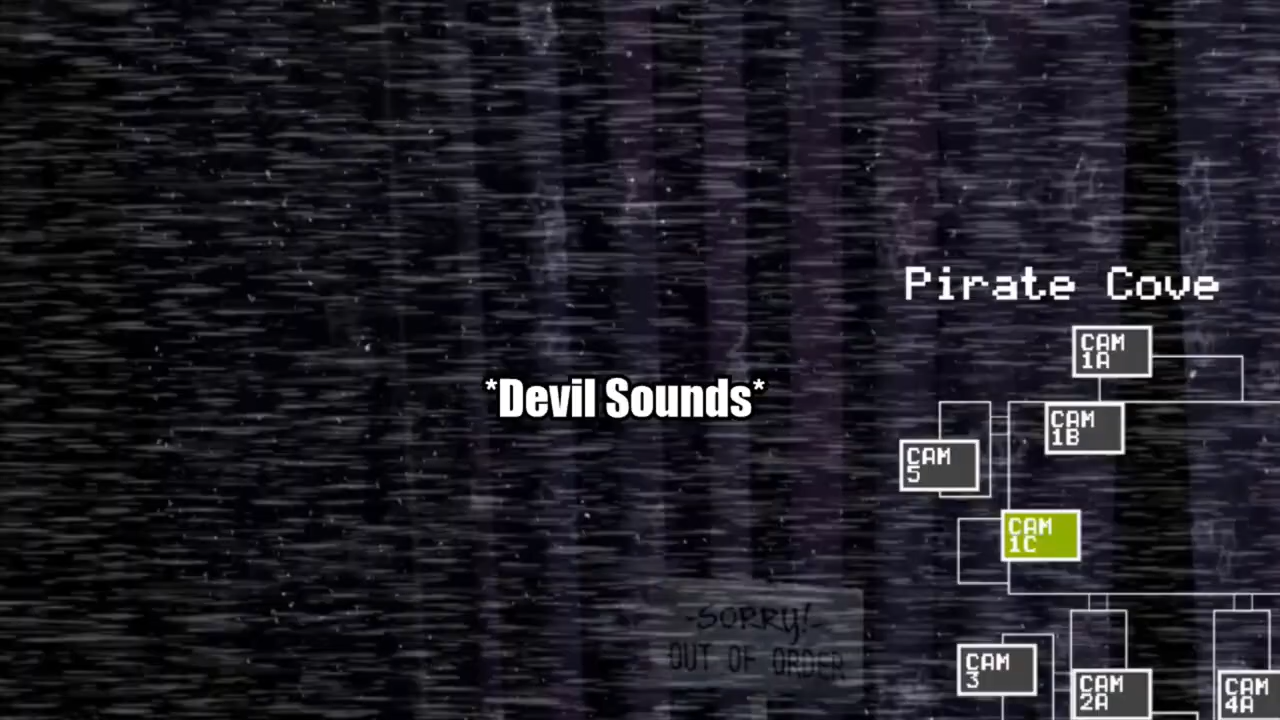 Pirate Cove
CAM
1A
CAM
1B
*Devil Sounds*
CAM
5
CAM
1C
-SORRY!-
OUT OF ORDER
CAM
3
CAM
2A
CAM
4A